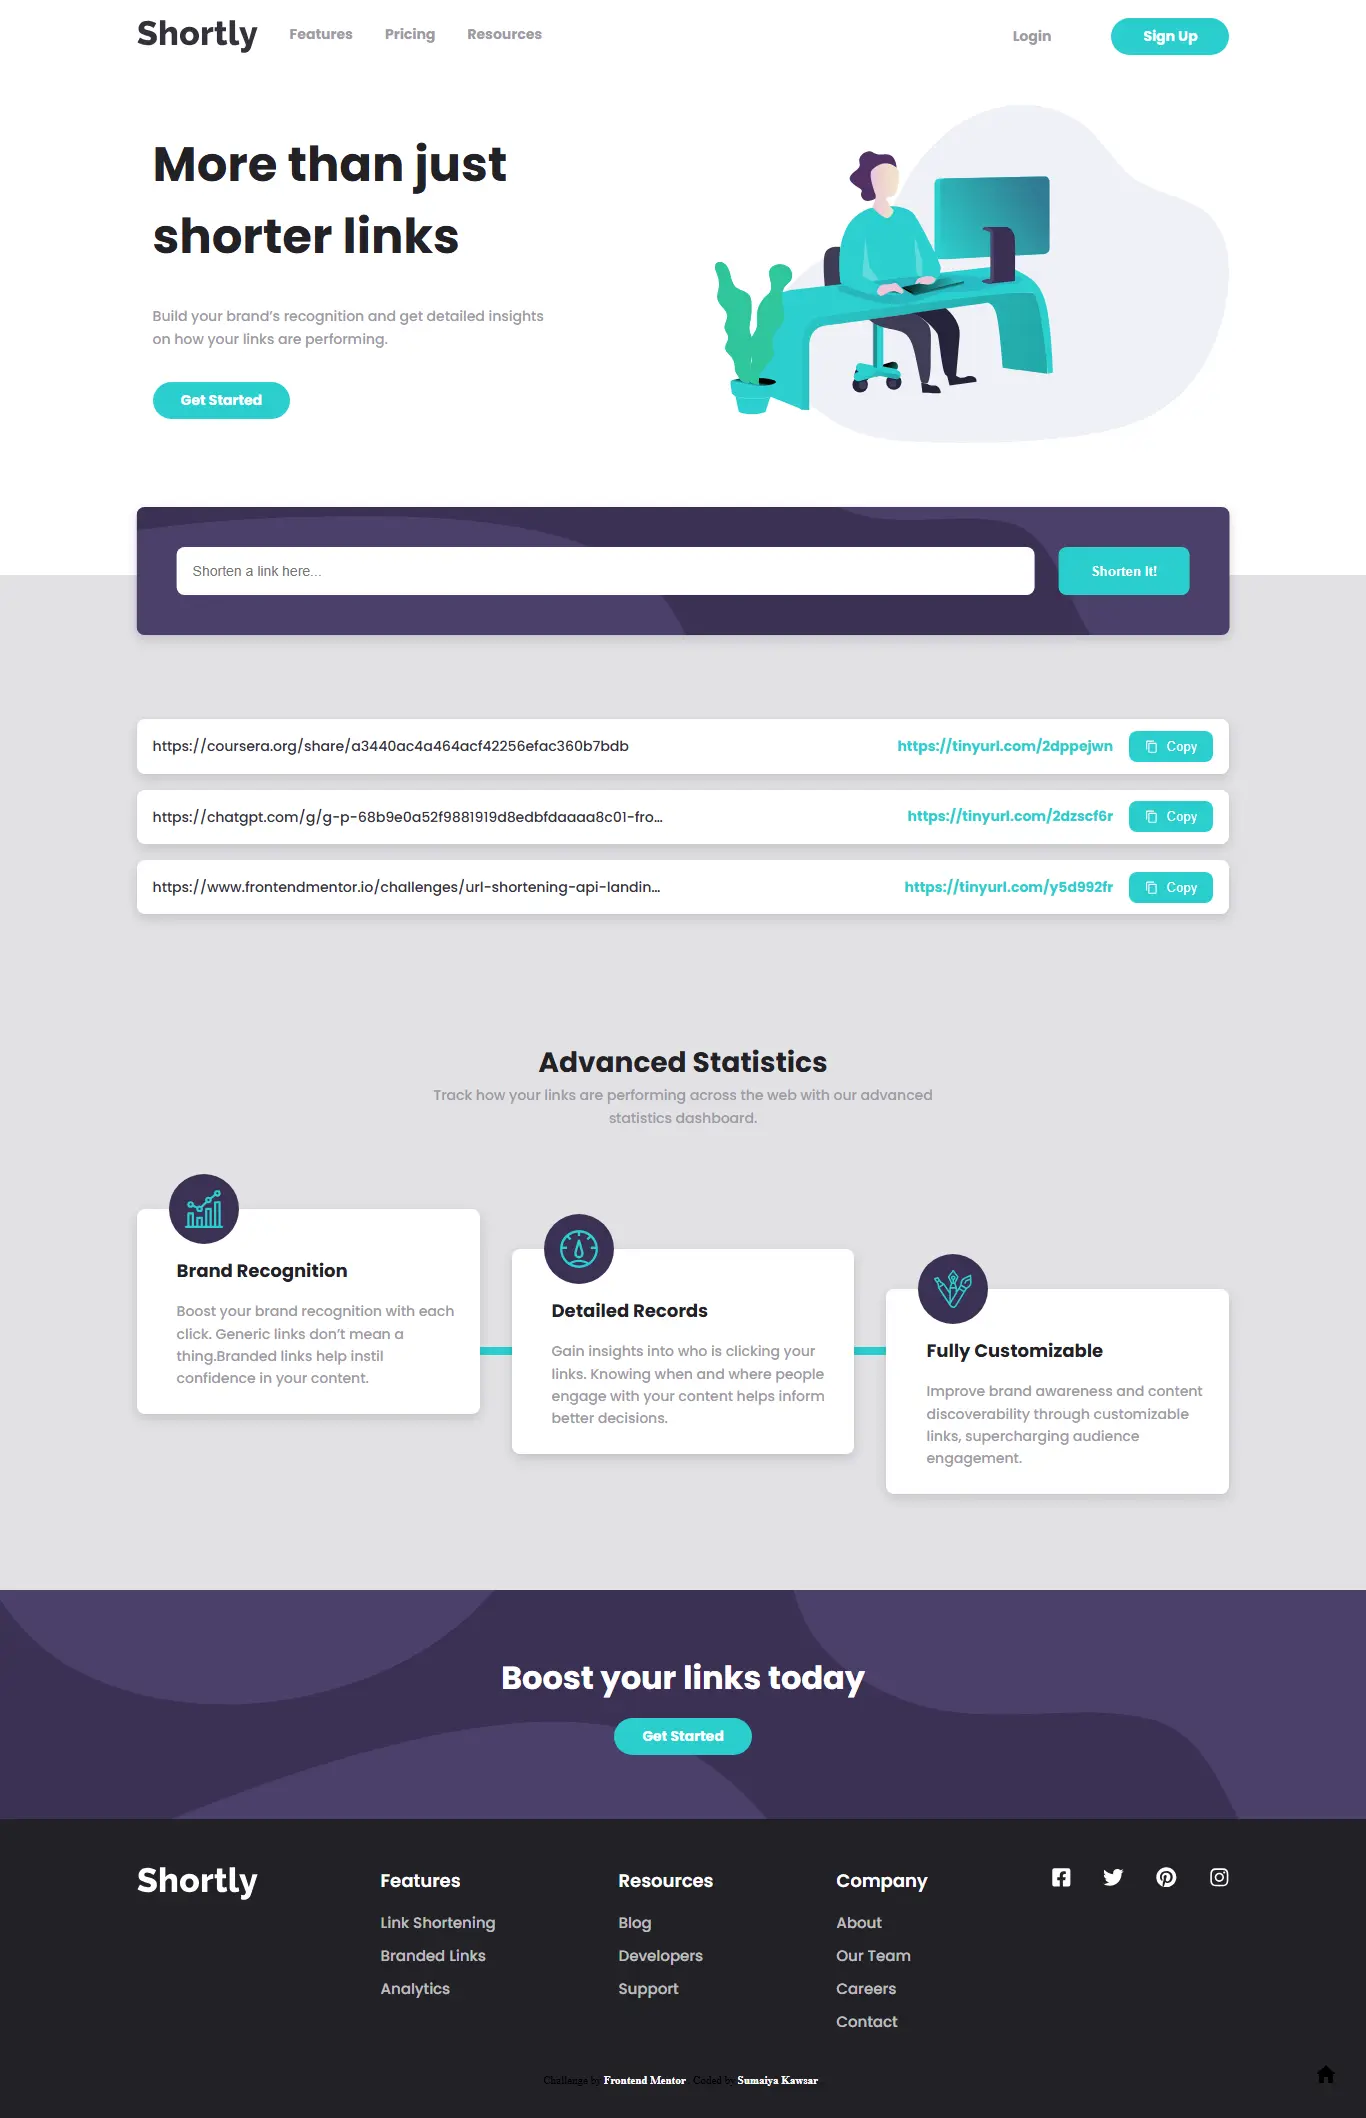 Shortly
Features
Pricing
Resources
Login
Sign Up
More than just
shorter links
Build your brand’s recognition and get detailed insights
on how your links are performing.
Get Started
Shorten a link here...
Shorten It!
https://coursera.org/share/a3440ac4a464acf42256efac360b7bdb
https://tinyurl.com/2dppejwn
Copy
https://chatgpt.com/g/g-p-68b9e0a52f9881919d8edbfdaaaa8c01-fro...
https://tinyurl.com/2dzscf6r
Copy
https://www.frontendmentor.io/challenges/url-shortening-api-landin...
https://tinyurl.com/y5d992fr
Copy
Advanced Statistics
Track how your links are performing across the web with our advanced
statistics dashboard.
Brand Recognition
Boost your brand recognition with each
click. Generic links don’t mean a
thing.Branded links help instil
confidence in your content.
Detailed Records
Gain insights into who is clicking your
links. Knowing when and where people
engage with your content helps inform
better decisions.
Fully Customizable
Improve brand awareness and content
discoverability through customizable
links, supercharging audience
engagement.
Boost your links today
Get Started
Shortly
Features
Link Shortening
Branded Links
Analytics
Resources
Blog
Developers
Support
Company
About
Our Team
Careers
Contact
Challenge by Frontend Mentor. Coded by Sumaiya Kawsar.